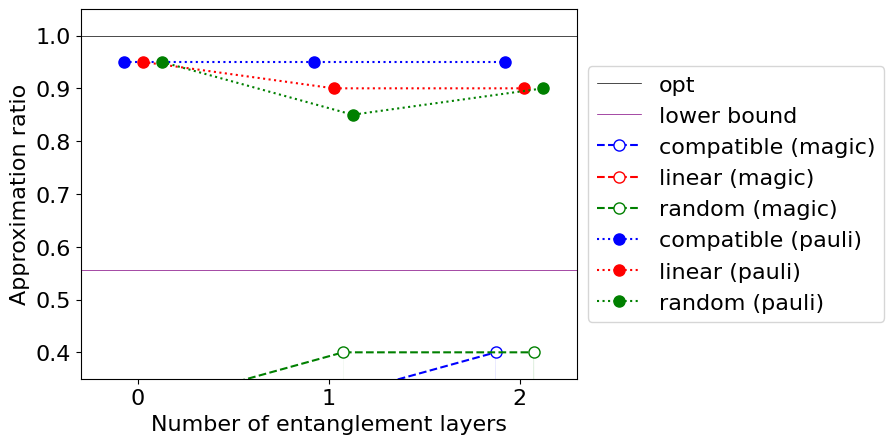 Approximation ratio
1.0
0.9
0.8
0.7
0.6
0.5
0.4
0
1
2
Number of entanglement layers
opt
lower bound
compatible (magic)
linear (magic)
random (magic)
compatible (pauli)
linear (pauli)
random (pauli)